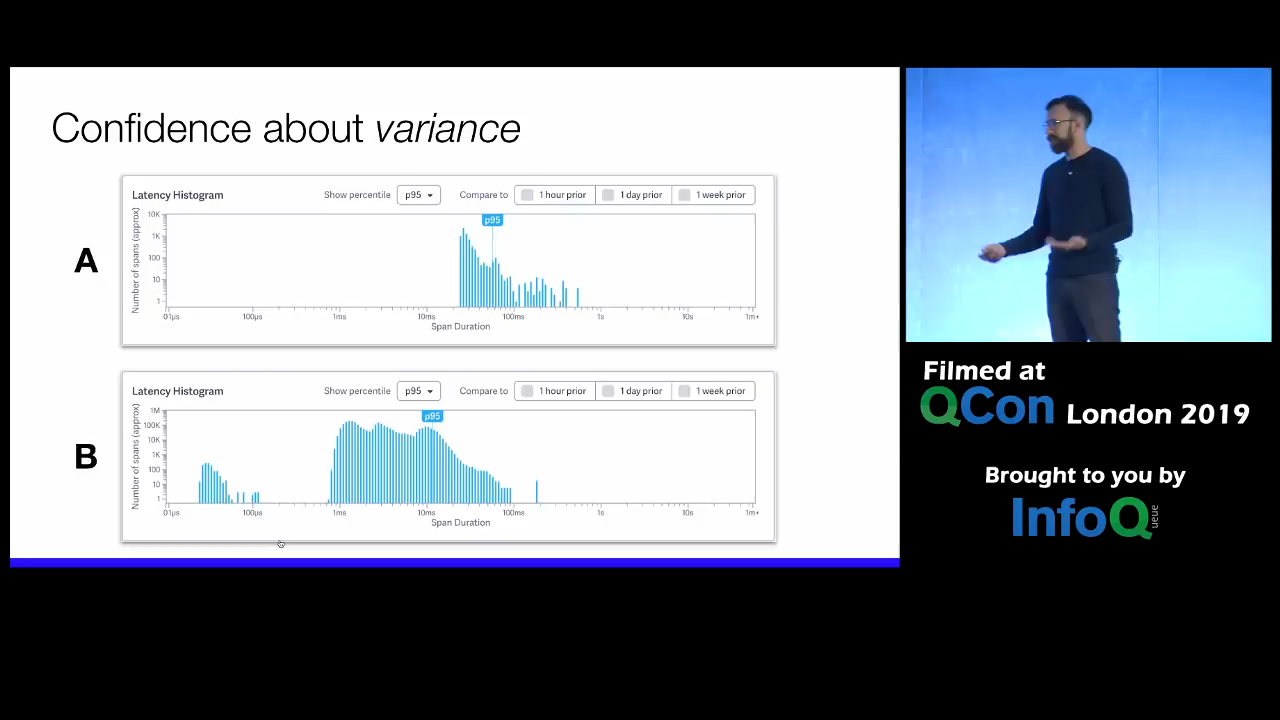 Confidence about variance
A
Latency Histogram
Show percentile
p95
Compare to
1 hour prior
1 day prior
1 week prior
Number of spans (approx)
10K
1K
100
10
1
p95
01µs
100µs
1ms
10ms
100ms
1s
10s
1m+
Span Duration
B
Latency Histogram
Show percentile
p95
Compare to
1 hour prior
1 day prior
1 week prior
Number of spans (approx)
1M
100K
10K
1K
100
10
1
p95
01µs
100µs
1ms
10ms
100ms
1s
10s
1m+
Span Duration
Filmed at
QCon London 2019
Brought to you by
InfoQ
ueue